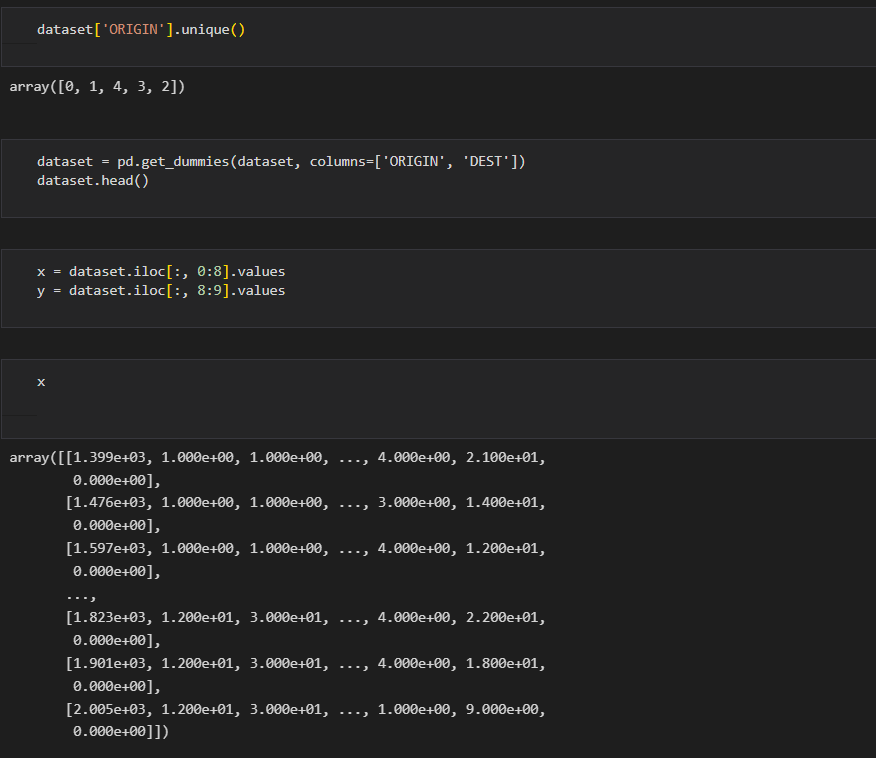 dataset['ORIGIN'].unique()
array([0, 1, 4, 3, 2])
dataset = pd.get_dummies(dataset, columns=['ORIGIN', 'DEST'])
dataset.head()
x = dataset.iloc[:, 0:8].values
y = dataset.iloc[:, 8:9].values
x
array([[1.399e+03, 1.000e+00, 1.000e+00, ..., 4.000e+00, 2.100e+01,
0.000e+00],
[1.476e+03, 1.000e+00, 1.000e+00, ..., 3.000e+00, 1.400e+01,
0.000e+00],
[1.597e+03, 1.000e+00, 1.000e+00, ..., 4.000e+00, 1.200e+01,
0.000e+00],
...,
[1.823e+03, 1.200e+01, 3.000e+01, ..., 4.000e+00, 2.200e+01,
0.000e+00],
[1.901e+03, 1.200e+01, 3.000e+01, ..., 4.000e+00, 1.800e+01,
0.000e+00],
[2.005e+03, 1.200e+01, 3.000e+01, ..., 1.000e+00, 9.000e+00,
0.000e+00]])